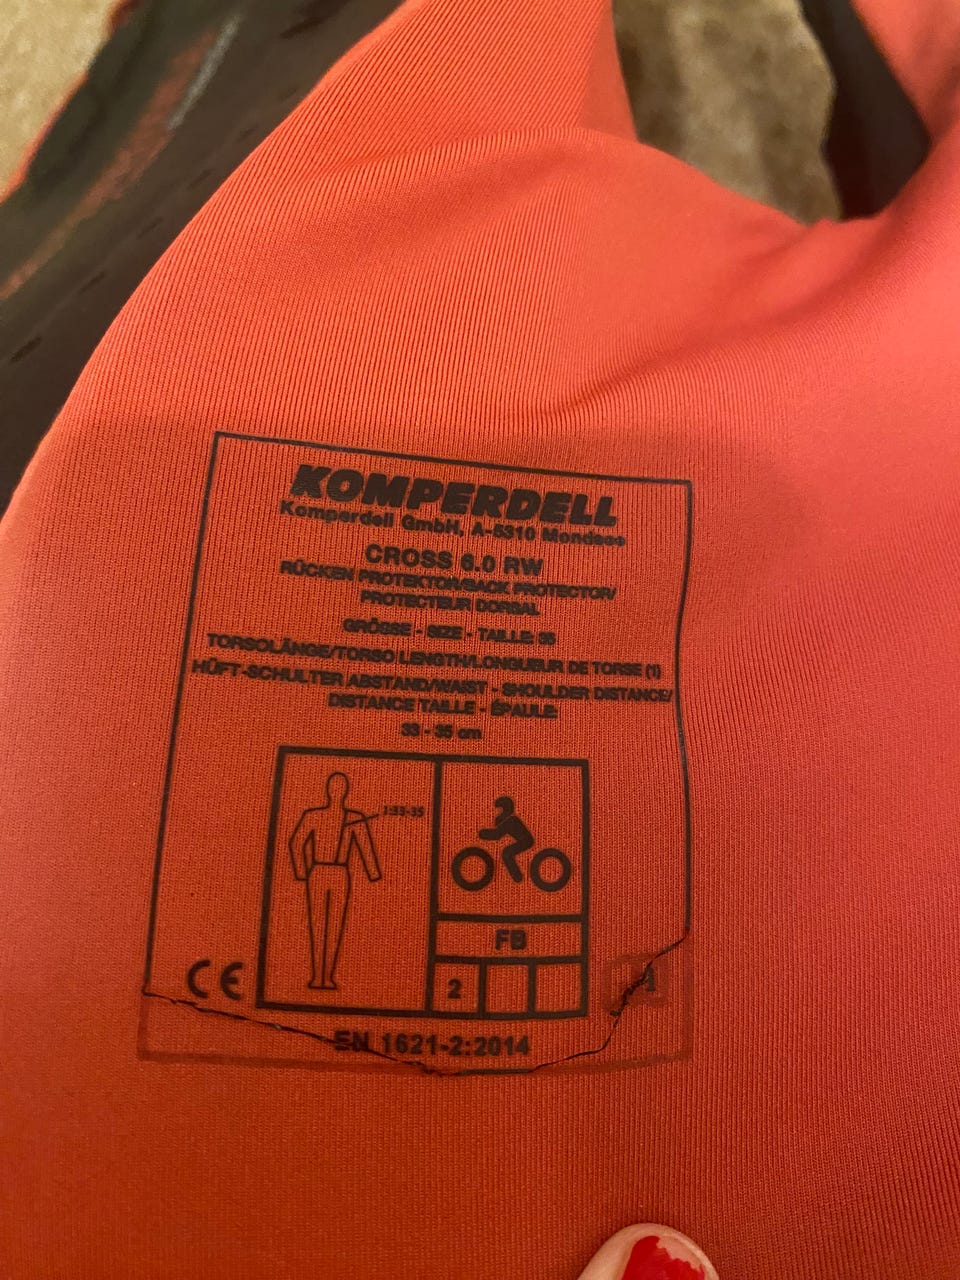 KOMPERDELL
Komperdell GmbH, A-5310 Mondsee
CROSS 6.0 RW
RÜCKEN PROTEKTOR/BACK PROTECTOR/
PROTECTEUR DORSAL
GRÖSSE - SIZE - TAILLE:
TORSOLÄNGE/TORSO LENGTH/LONGUEUR DE TORSE (1)
HÜFT-SCHULTER ABSTAND/WAIST - SHOULDER DISTANCE/
DISTANCE TAILLE - ÉPAULE:
33 - 35 cm
1:33-35
FB
2
CE
EN 1621-2:2014